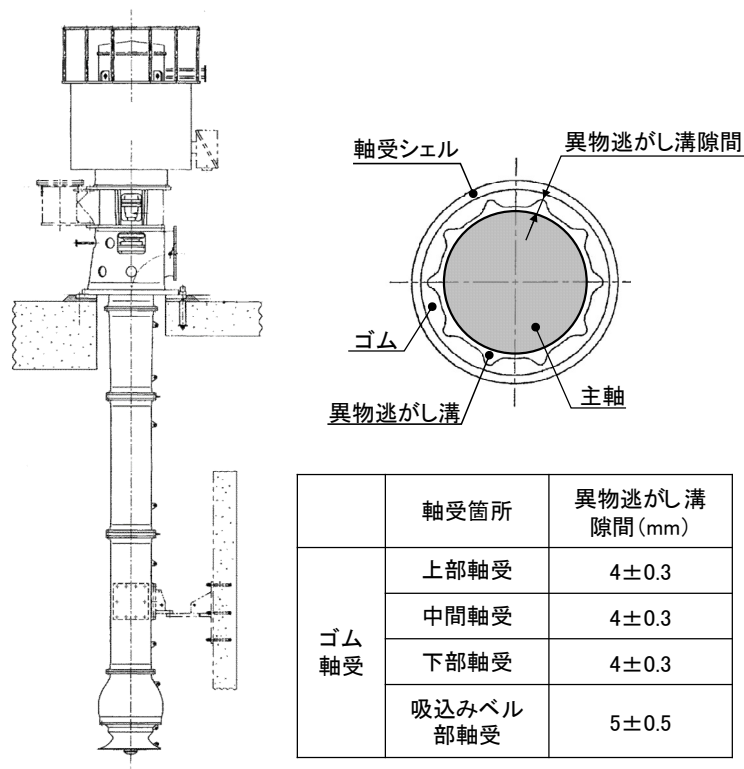 軸受シェル
異物逃がし溝隙間
ゴム
異物逃がし溝
主軸
軸受箇所
異物逃がし溝
隙間(mm)
ゴム
軸受
上部軸受
4±0.3
中間軸受
4±0.3
下部軸受
4±0.3
吸込みベル
部軸受
5±0.5